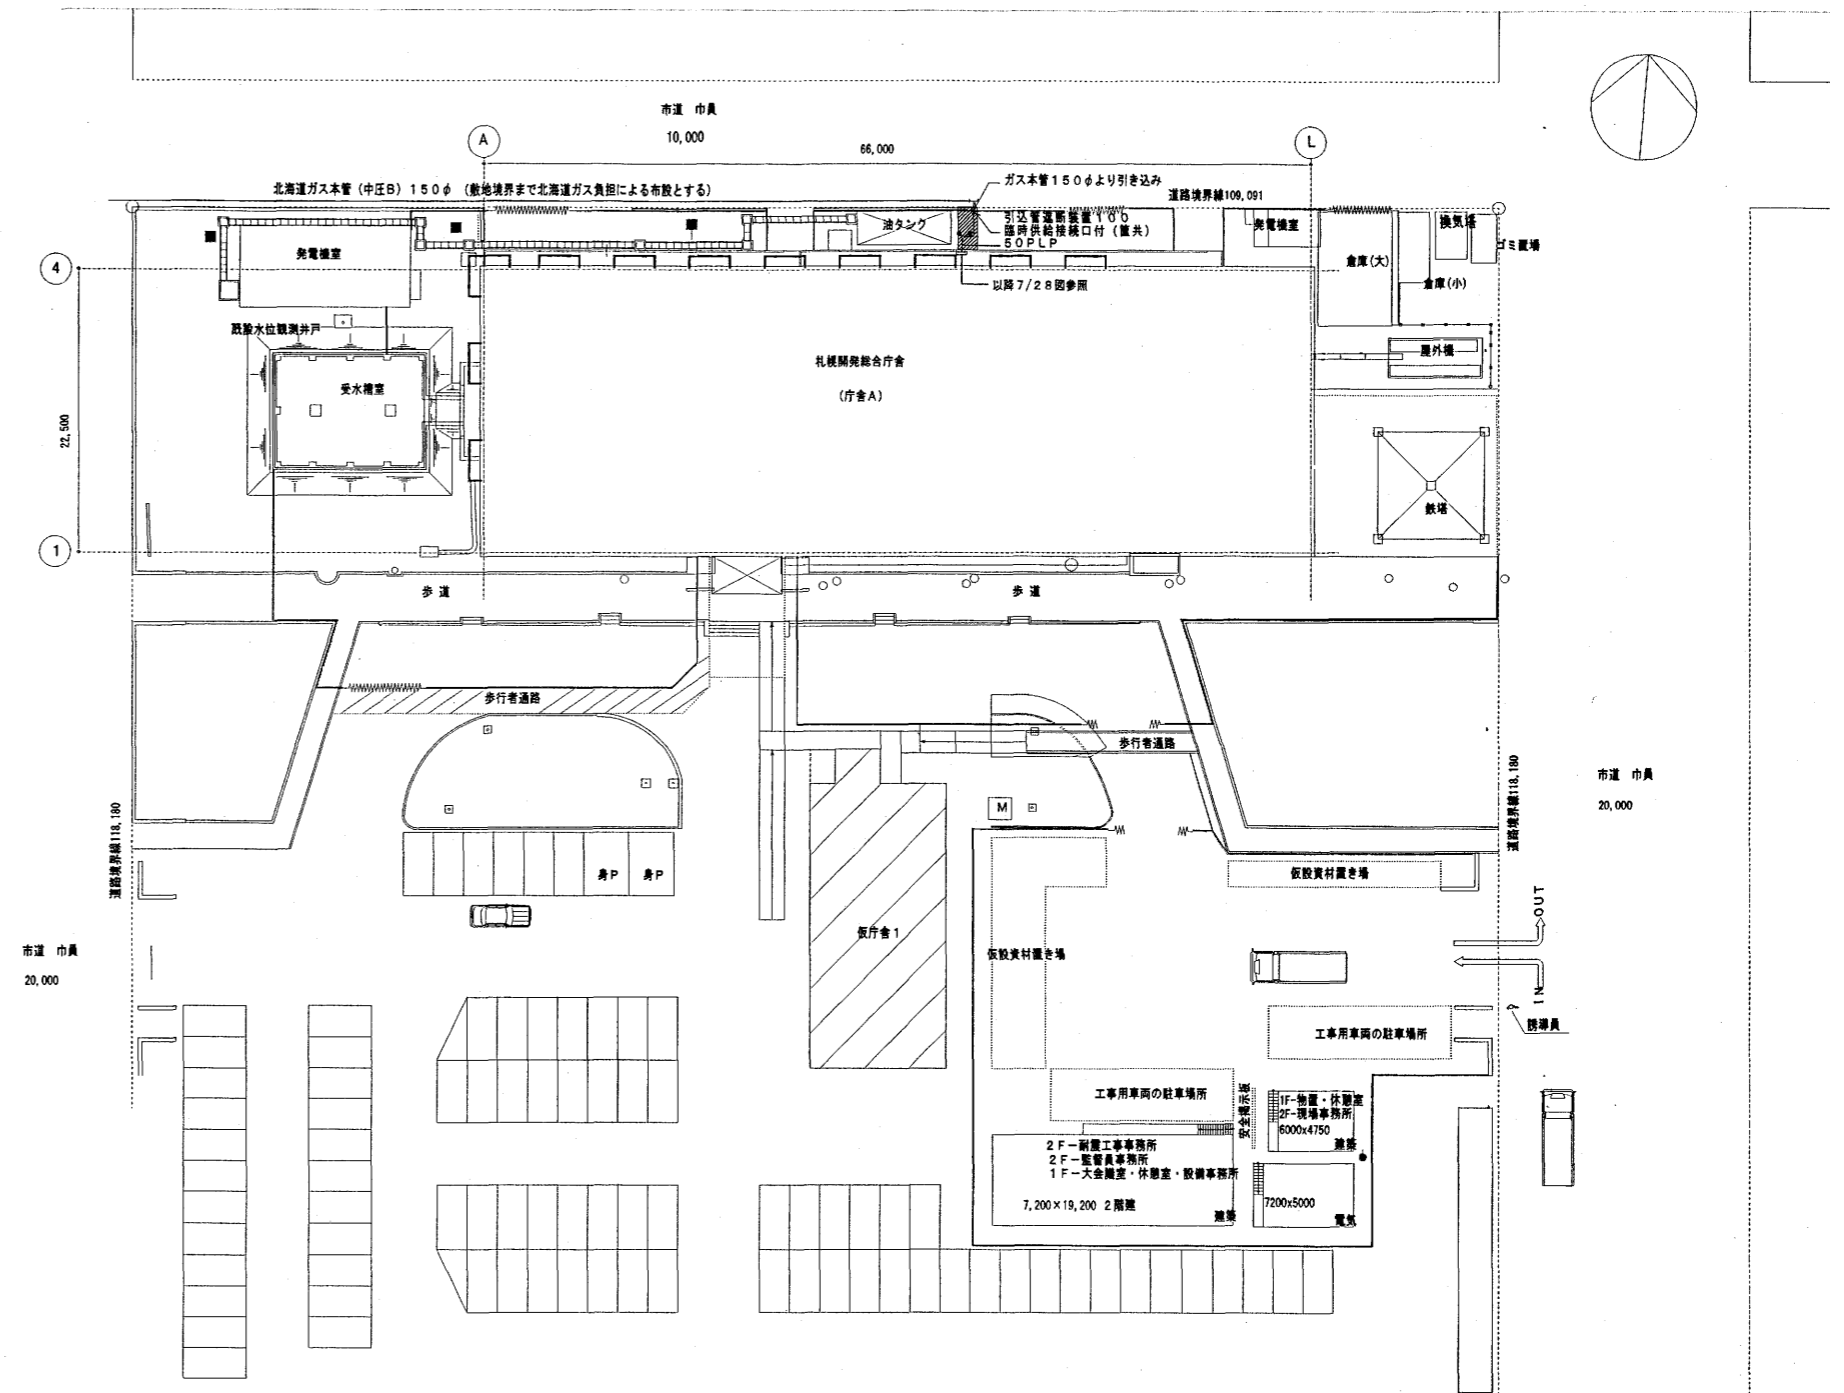 市道 巾員
10,000
A
66,000
L
北海道ガス本管（中圧B）１５０φ （敷地境界まで北海道ガス負担による布設とする）
ガス本管１５０φより引き込み
道路境界線109,091
引込管遮断装置１００
臨時供給接続口付（筐共）
５０PLP
油タンク
発電機室
換気塔
ゴミ置場
発電機室
4
倉庫(大)
倉庫(小)
以降７/２８図参照
既設水位観測井戸
屋外機
札幌開発総合庁舎
（庁舎A）
受水槽室
22,500
鉄塔
1
歩 道
歩 道
歩行者通路
歩行者通路
市道 巾員
20,000
道路境界線118,180
道路境界線118,180
M
身P
身P
仮設資材置き場
仮庁舎１
仮設資材置き場
OUT
IN
市道 巾員
20,000
誘導員
工事用車両の駐車場所
工事用車両の駐車場所
安全掲示板
1F-物置・休憩室
2F-現場事務所
6000x4750
建築
２Ｆ－耐震工事事務所
２Ｆ－監督員事務所
１Ｆ－大会議室・休憩室・設備事務所
7,200×19,200 ２階建
建築
7200x5000
電気